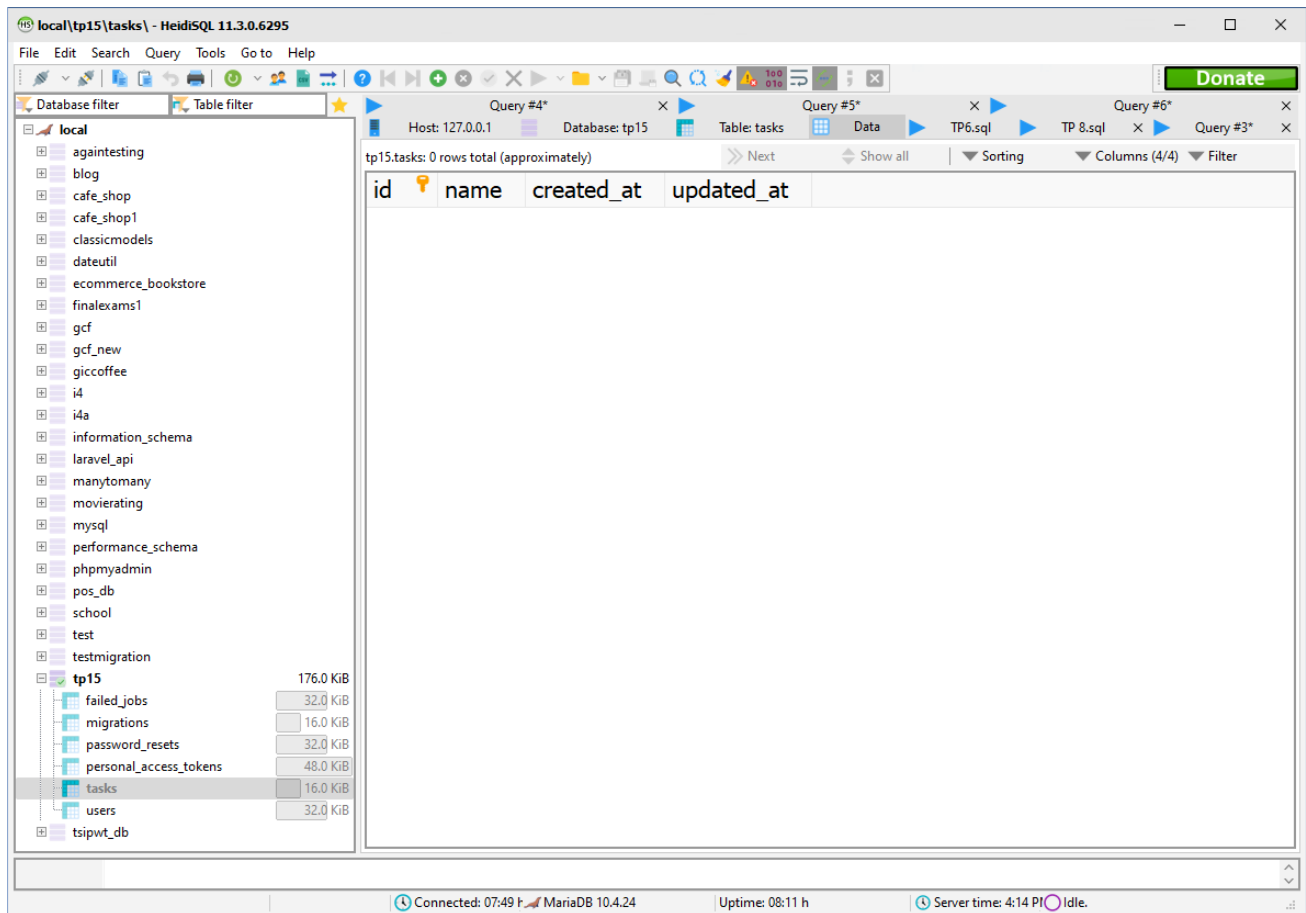 HS local\tp15\tasks\ - HeidiSQL 11.3.0.6295
File Edit Search Query Tools Go to Help
Donate
Database filter Table filter
Query #4* Query #5* Query #6*
Host: 127.0.0.1 Database: tp15 Table: tasks Data TP6.sql TP 8.sql Query #3*
tp15.tasks: 0 rows total (approximately) Next Show all Sorting Columns (4/4) Filter
id name created_at updated_at
local
againtesting
blog
cafe_shop
cafe_shop1
classicmodels
dateutil
ecommerce_bookstore
finalexams1
gcf
gcf_new
giccoffee
i4
i4a
information_schema
laravel_api
manytomany
movierating
mysql
performance_schema
phpmyadmin
pos_db
school
test
testmigration
tp15 176.0 KiB
failed_jobs 32.0 KiB
migrations 16.0 KiB
password_resets 32.0 KiB
personal_access_tokens 48.0 KiB
tasks 16.0 KiB
users 32.0 KiB
tsipwt_db
Connected: 07:49 h MariaDB 10.4.24 Uptime: 08:11 h Server time: 4:14 PM Idle.